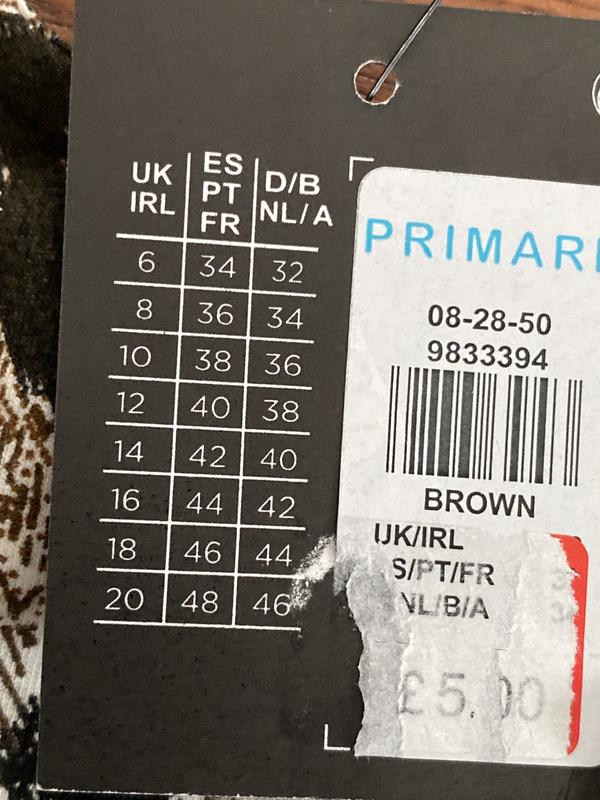 UK IRL | ES PT FR | D/B NL/A
6 34 32
8 36 34
10 38 36
12 40 38
14 42 40
16 44 42
18 46 44
20 48 46
PRIMAR
08-28-50
9833394
BROWN
UK/IRL
S/PT/FR
NL/B/A
£5.00